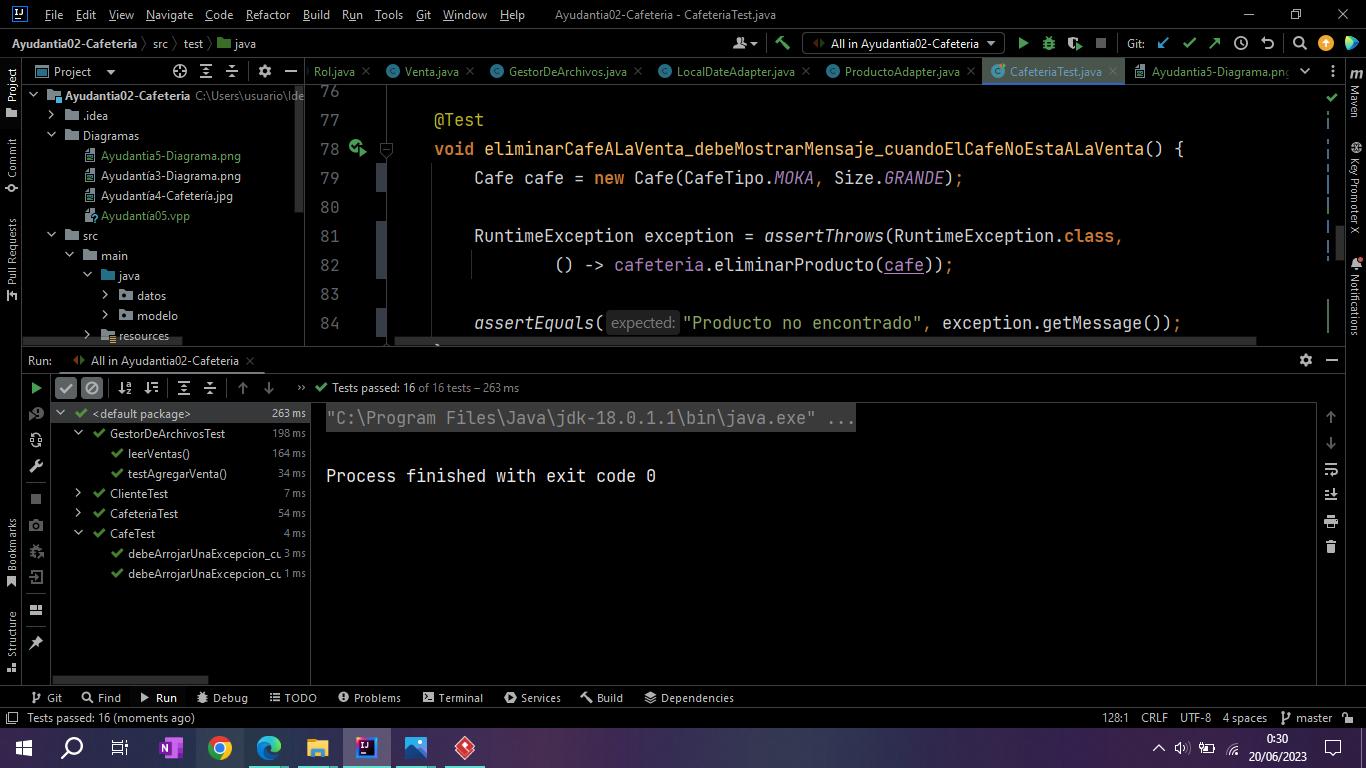 File Edit View Navigate Code Refactor Build Run Tools Git Window Help Ayudantia02-Cafeteria - CafeteriaTest.java
Ayudantia02-Cafeteria src test java All in Ayudantia02-Cafeteria Git:
Project Rol.java Venta.java GestorDeArchivos.java LocalDateAdapter.java ProductoAdapter.java CafeteriaTest.java Ayudantia5-Diagrama.png
Project
Commit
Pull Requests
Bookmarks
Structure
Maven
Key Promoter X
Notifications
Ayudantia02-Cafeteria C:\Users\usuario\Ide
.idea
Diagramas
Ayudantia5-Diagrama.png
Ayudantía3-Diagrama.png
Ayudantía4-Cafetería.jpg
Ayudantía05.vpp
src
main
java
datos
modelo
resources
76
77 @Test
78 void eliminarCafeALaVenta_debeMostrarMensaje_cuandoElCafeNoEstaALaVenta() {
79 Cafe cafe = new Cafe(CafeTipo.MOKA, Size.GRANDE);
80
81 RuntimeException exception = assertThrows(RuntimeException.class,
82 () -> cafeteria.eliminarProducto(cafe));
83
84 assertEquals( expected: "Producto no encontrado", exception.getMessage());
Run: All in Ayudantia02-Cafeteria
Tests passed: 16 of 16 tests – 263 ms
<default package> 263 ms
GestorDeArchivosTest 198 ms
leerVentas() 164 ms
testAgregarVenta() 34 ms
ClienteTest 7 ms
CafeteriaTest 54 ms
CafeTest 4 ms
debeArrojarUnaExcepcion_cu 3 ms
debeArrojarUnaExcepcion_cu 1 ms
"C:\Program Files\Java\jdk-18.0.1.1\bin\java.exe" ...
Process finished with exit code 0
Git Find Run Debug TODO Problems Terminal Services Build Dependencies
Tests passed: 16 (moments ago) 128:1 CRLF UTF-8 4 spaces master
0:30
20/06/2023